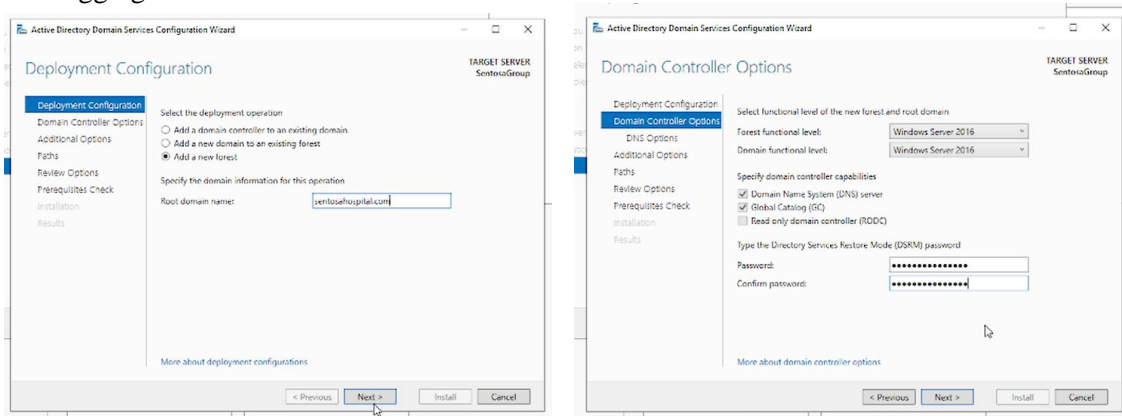 Active Directory Domain Services Configuration Wizard
Deployment Configuration
TARGET SERVER
SentosaGroup
Deployment Configuration
Domain Controller Options
Additional Options
Paths
Review Options
Prerequisites Check
Installation
Results
Select the deployment operation
Add a domain controller to an existing domain
Add a new domain to an existing forest
Add a new forest
Specify the domain information for this operation
Root domain name: sentosahospital.com
More about deployment configurations
< Previous Next > Install Cancel
Active Directory Domain Services Configuration Wizard
Domain Controller Options
TARGET SERVER
SentosaGroup
Deployment Configuration
Domain Controller Options
DNS Options
Additional Options
Paths
Review Options
Prerequisites Check
Installation
Results
Select functional level of the new forest and root domain
Forest functional level: Windows Server 2016
Domain functional level: Windows Server 2016
Specify domain controller capabilities
Domain Name System (DNS) server
Global Catalog (GC)
Read only domain controller (RODC)
Type the Directory Services Restore Mode (DSRM) password
Password: •••••••••••••••
Confirm password: •••••••••••••••
More about domain controller options
< Previous Next > Install Cancel